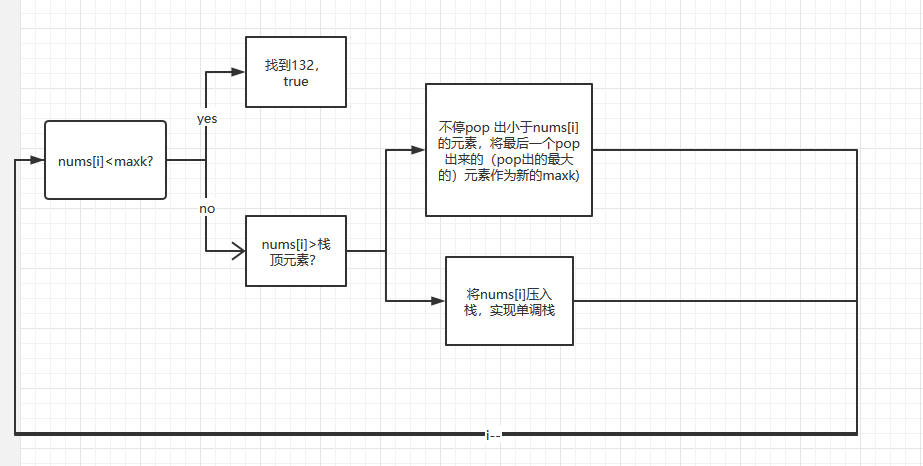 找到132，
true
yes
nums[i]<maxk?
no
nums[i]>栈
顶元素?
不停pop 出小于nums[i]
的元素，将最后一个pop
出来的（pop出的最大
的）元素作为新的maxk)
将nums[i]压入
栈，实现单调栈
i--